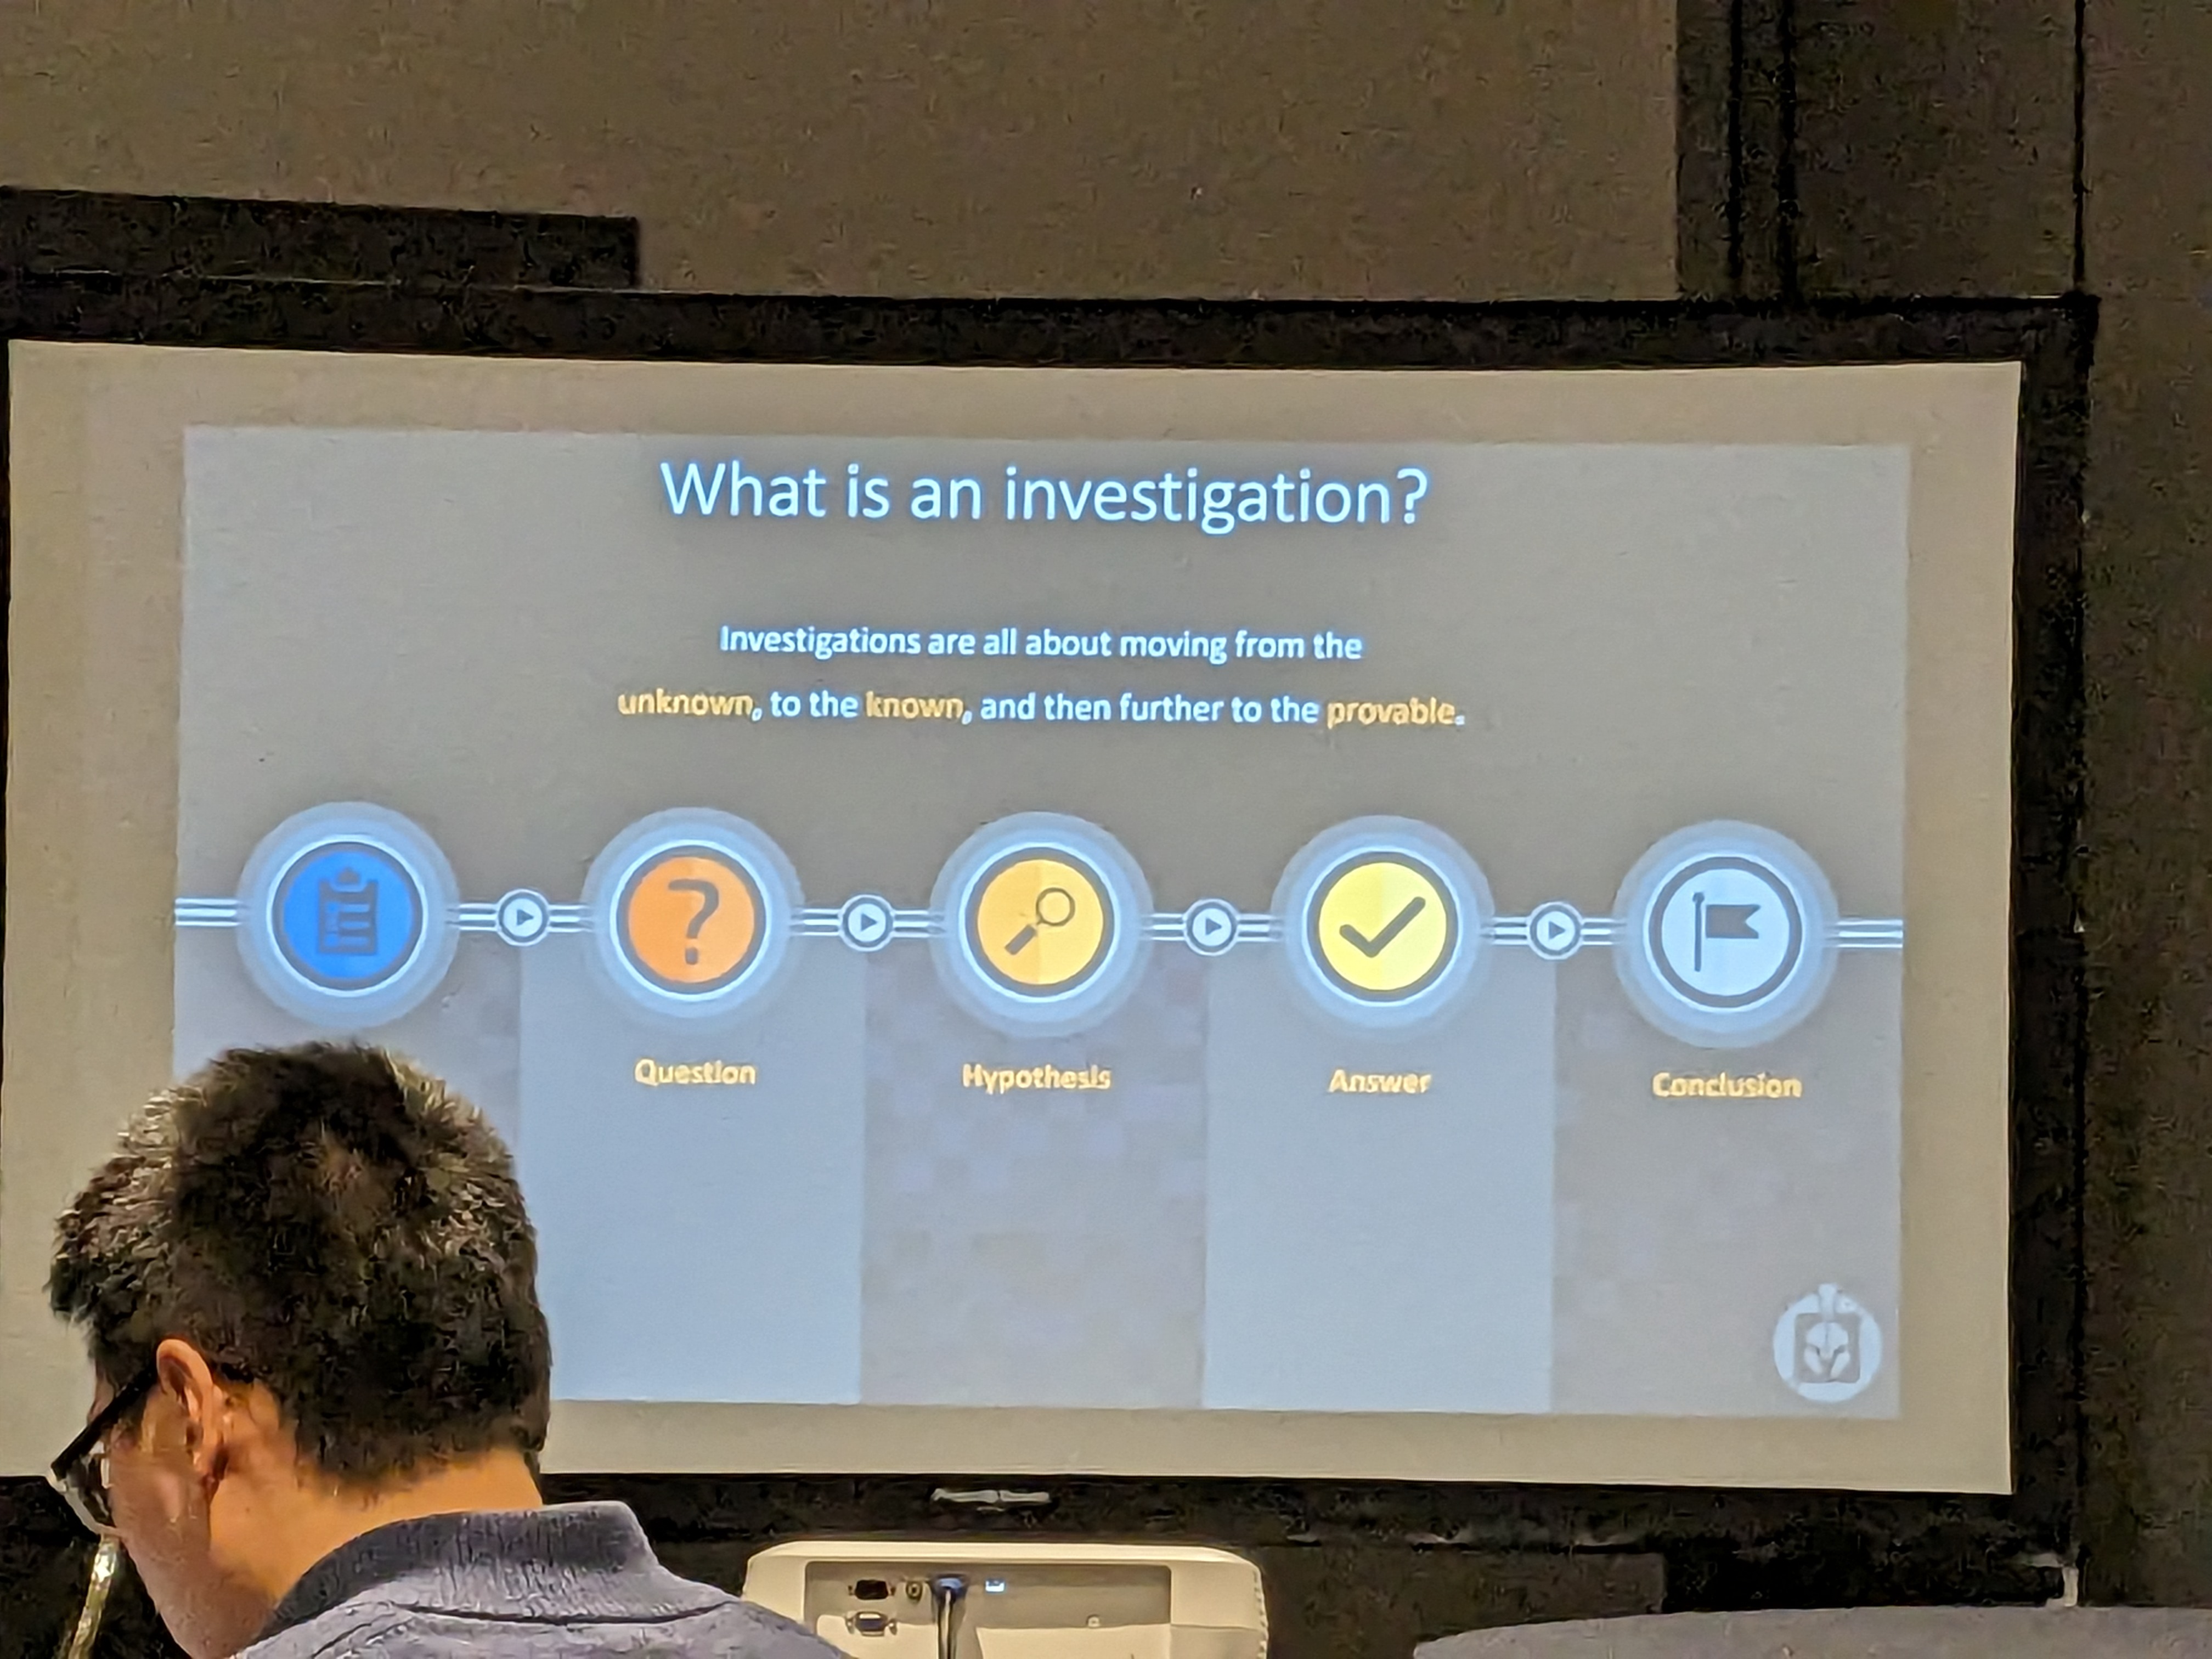 What is an investigation?
Investigations are all about moving from the
unknown, to the known, and then further to the provable.
Question
Hypothesis
Answer
Conclusion